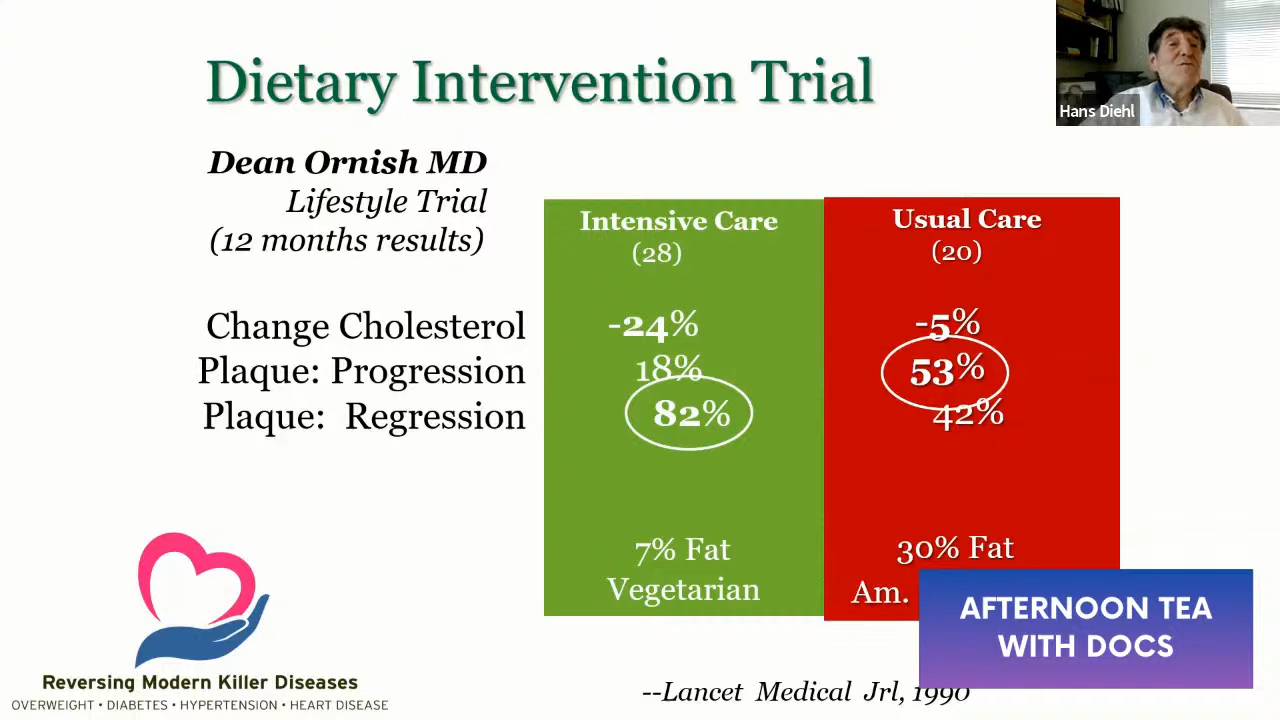 Dietary Intervention Trial
Hans Diehl
Dean Ornish MD
Lifestyle Trial
(12 months results)
Intensive Care
(28)
Usual Care
(20)
Change Cholesterol
-24%
-5%
Plaque: Progression
18%
53%
Plaque: Regression
82%
42%
7% Fat
Vegetarian
30% Fat
Am.
AFTERNOON TEA
WITH DOCS
Reversing Modern Killer Diseases
OVERWEIGHT • DIABETES • HYPERTENSION • HEART DISEASE
--Lancet Medical Jrl, 1990